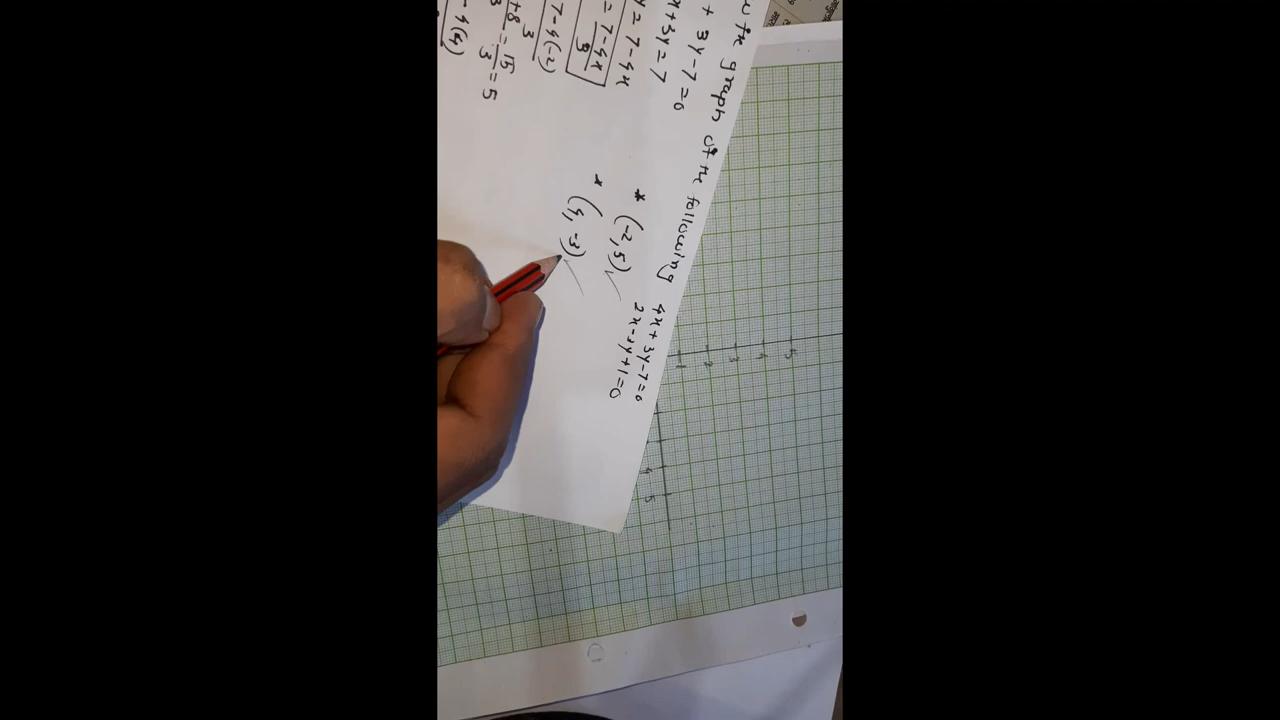 the graph of the following
4x+3y-7=0
2x-3y+1=0
+ 3y-7=0
x+3y=7
y=7-4x
=7-4x
3
7-4(-2)
3
+8=15=5
3 3
-4(4)
* (-2,5)
* (4,-3)
1 2 3 4 5
4 5